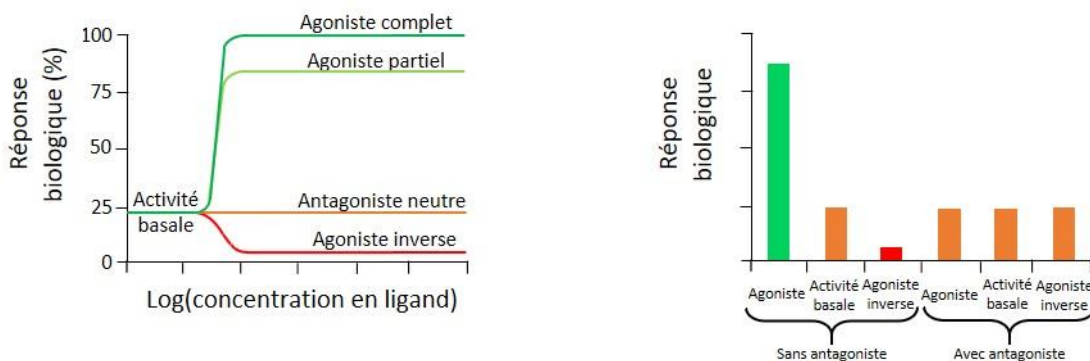 Réponse
biologique (%)
100
75
50
25
0
Agoniste complet
Agoniste partiel
Activité
basale
Antagoniste neutre
Agoniste inverse
Log(concentration en ligand)
Réponse
biologique
Agoniste
Activité
basale
Agoniste
inverse
Agoniste
Activité
basale
Agoniste
inverse
Sans antagoniste
Avec antagoniste